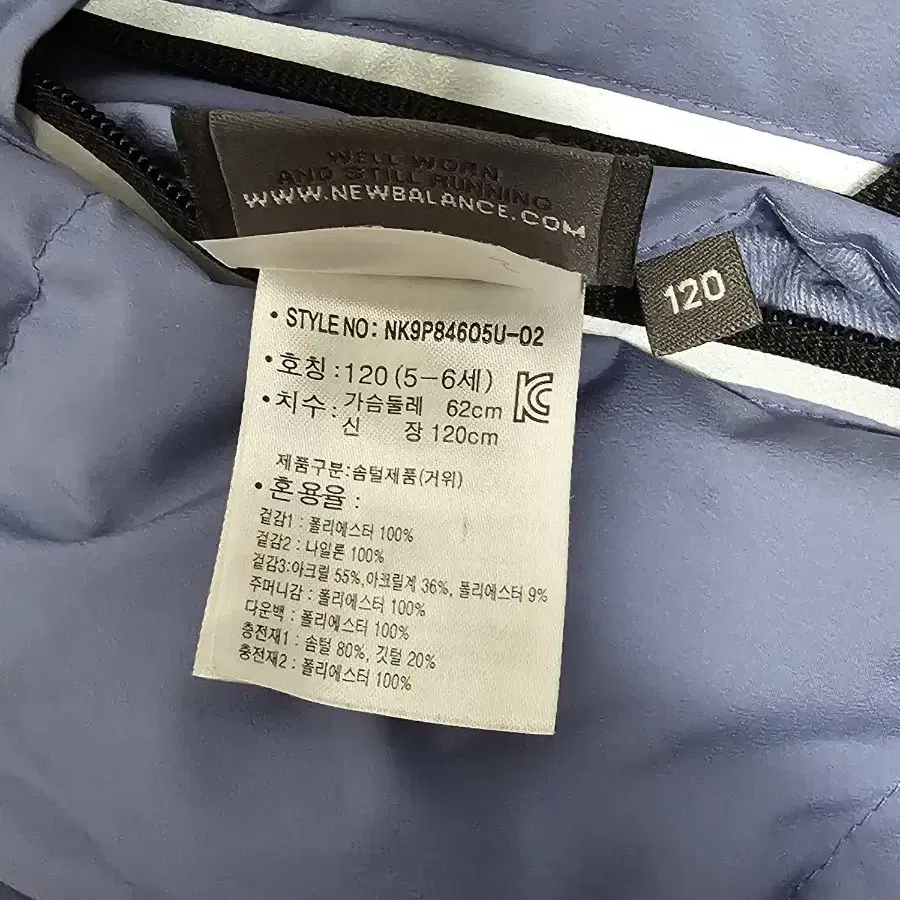 WELL WORN
AND STILL RUNNING
WWW.NEWBALANCE.COM
120
• STYLE NO: NK9P84605U-02
• 호칭 : 120 (5-6세)
• 치수 : 가슴둘레 62cm
신 장 120cm
제품구분:솜털제품(거위)
• 혼용율 :
겉감1 : 폴리에스터 100%
겉감2 : 나일론 100%
겉감3:아크릴 55%,아크릴계 36%, 폴리에스터 9%
주머니감 : 폴리에스터 100%
다운백 : 폴리에스터 100%
충전재1 : 솜털 80%, 깃털 20%
충전재2 : 폴리에스터 100%